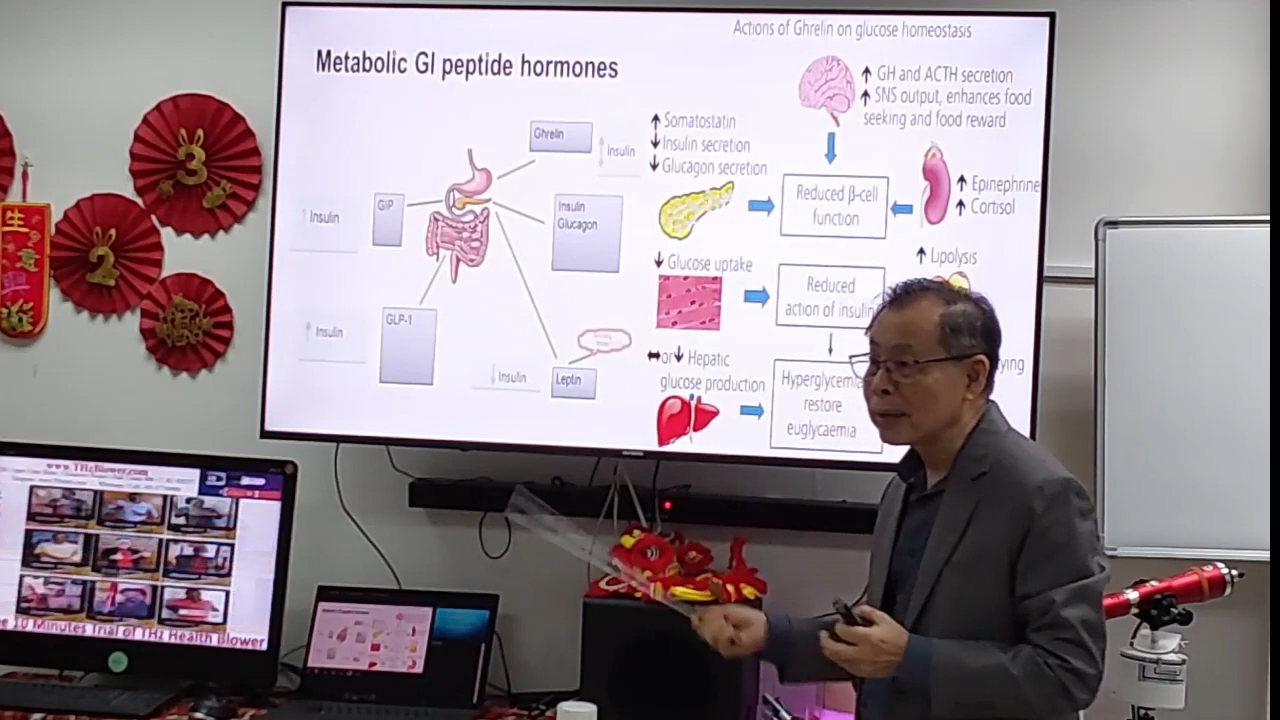 Actions of Ghrelin on glucose homeostasis
Metabolic GI peptide hormones
GH and ACTH secretion
SNS output, enhances food
seeking and food reward
Ghrelin
Insulin
Somatostatin
Insulin secretion
Glucagon secretion
Reduced β-cell
function
Epinephrine
Cortisol
GIP
Insulin
Insulin
Glucagon
Glucose uptake
Reduced
action of insulin
Lipolysis
GLP-1
Insulin
Insulin
Leptin
or
Hepatic
glucose production
Hyperglycemia
restore
euglycaemia
3
2
生
www.THzBlower.com
10 Minutes Trial of THz Health Blower